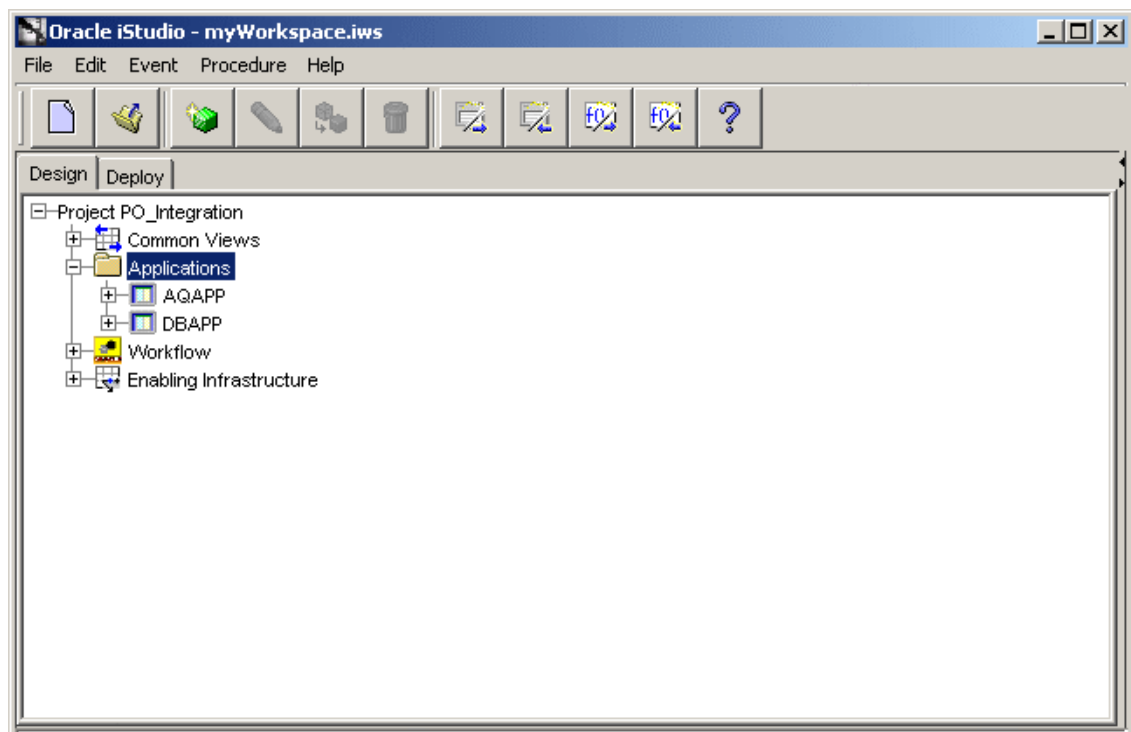 Oracle iStudio - myWorkspace.iws
File Edit Event Procedure Help
f() f() ?
Design Deploy
Project PO_Integration
Common Views
Applications
AQAPP
DBAPP
Workflow
Enabling Infrastructure